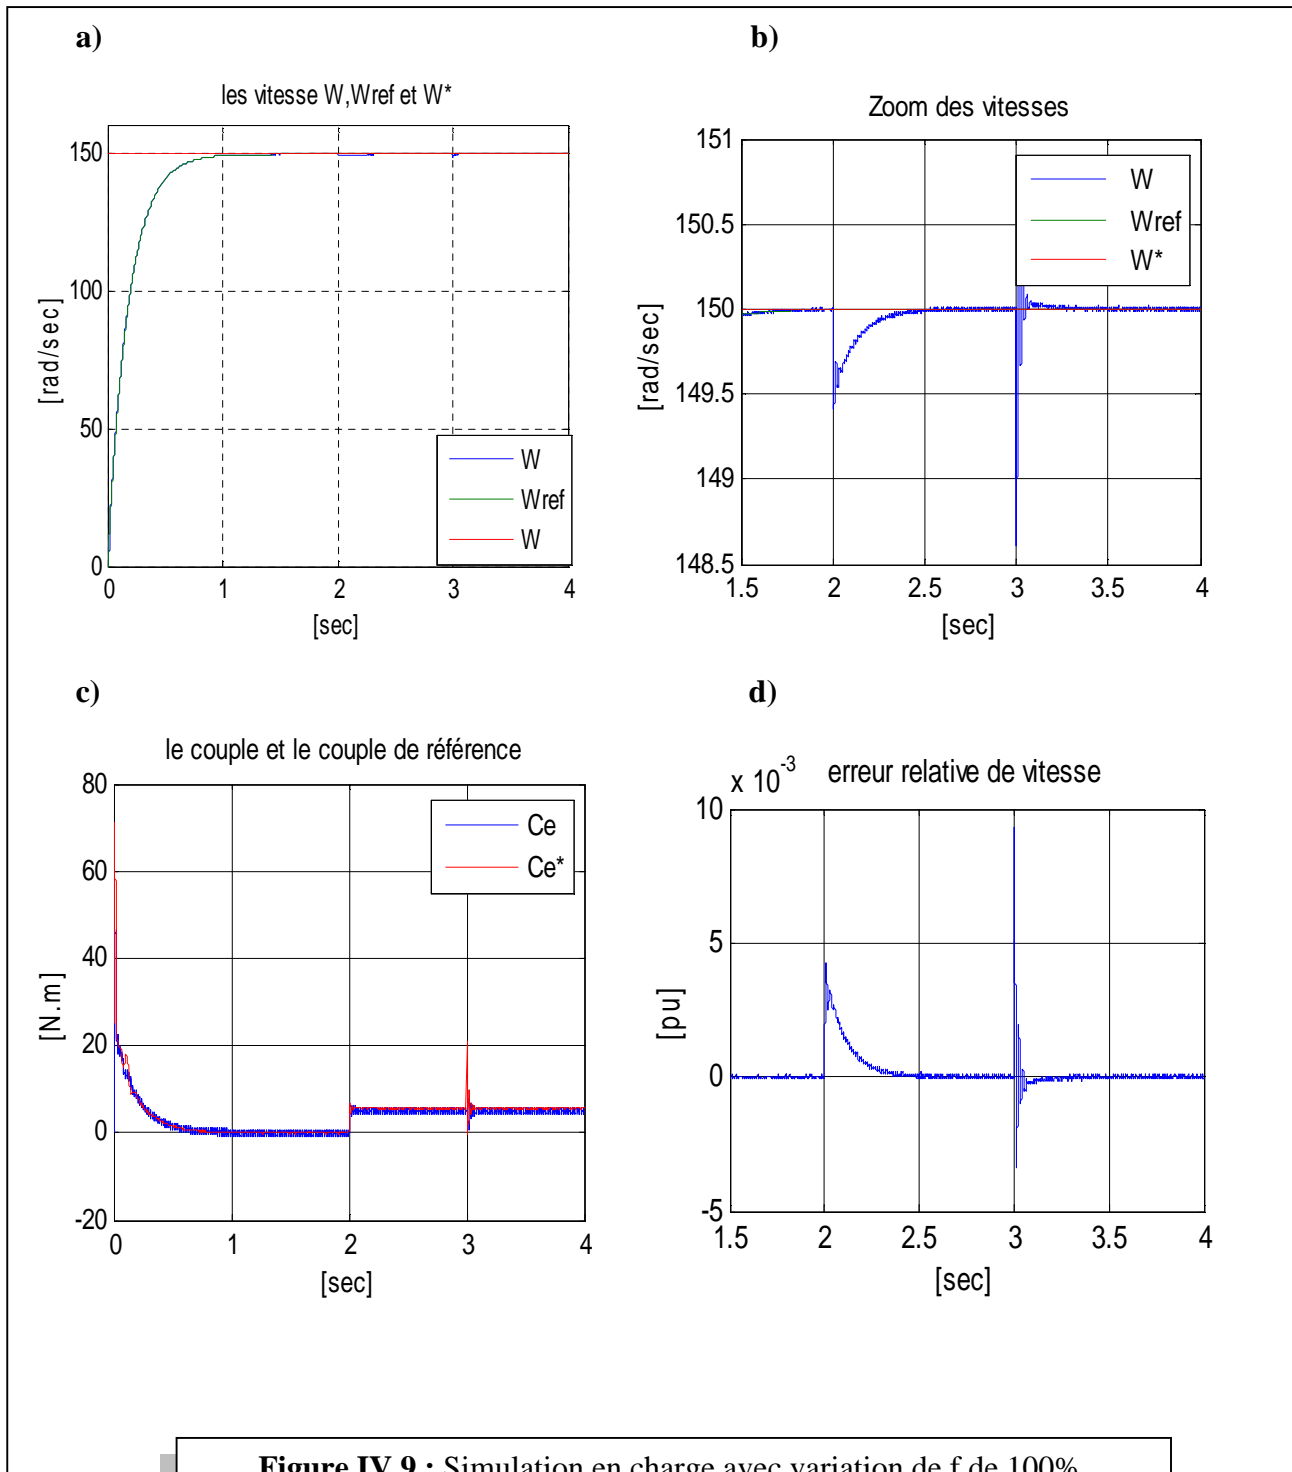 a)
les vitesse W,Wref et W*
150
100
50
0
0 1 2 3 4
[rad/sec]
[sec]
W
Wref
W
b)
Zoom des vitesses
151
150.5
150
149.5
149
148.5
1.5 2 2.5 3 3.5 4
[rad/sec]
[sec]
W
Wref
W*
c)
le couple et le couple de référence
80
60
40
20
0
-20
0 1 2 3 4
[N.m]
[sec]
Ce
Ce*
d)
x 10-3 erreur relative de vitesse
10
5
0
-5
1.5 2 2.5 3 3.5 4
[pu]
[sec]
Figure IV 9 : Simulation en charge avec variation de f de 100%